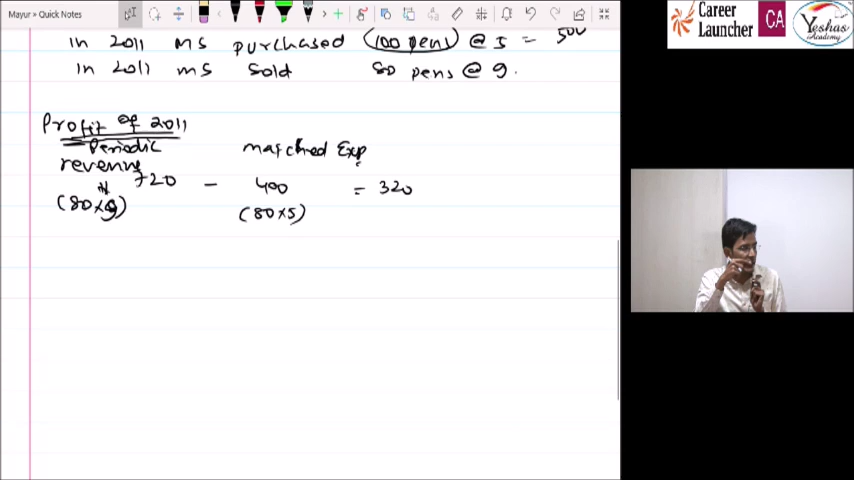 Mayur » Quick Notes
in 2011 ms purchased (100 pens) @ 5 = 500
in 2011 ms sold 80 pens @ 9.
Profit of 2011
Periodic matched Exp
revenue
720 - 400 = 320
(80×9) (80×5)
Career
Launcher
CA
Yeshas
Academy